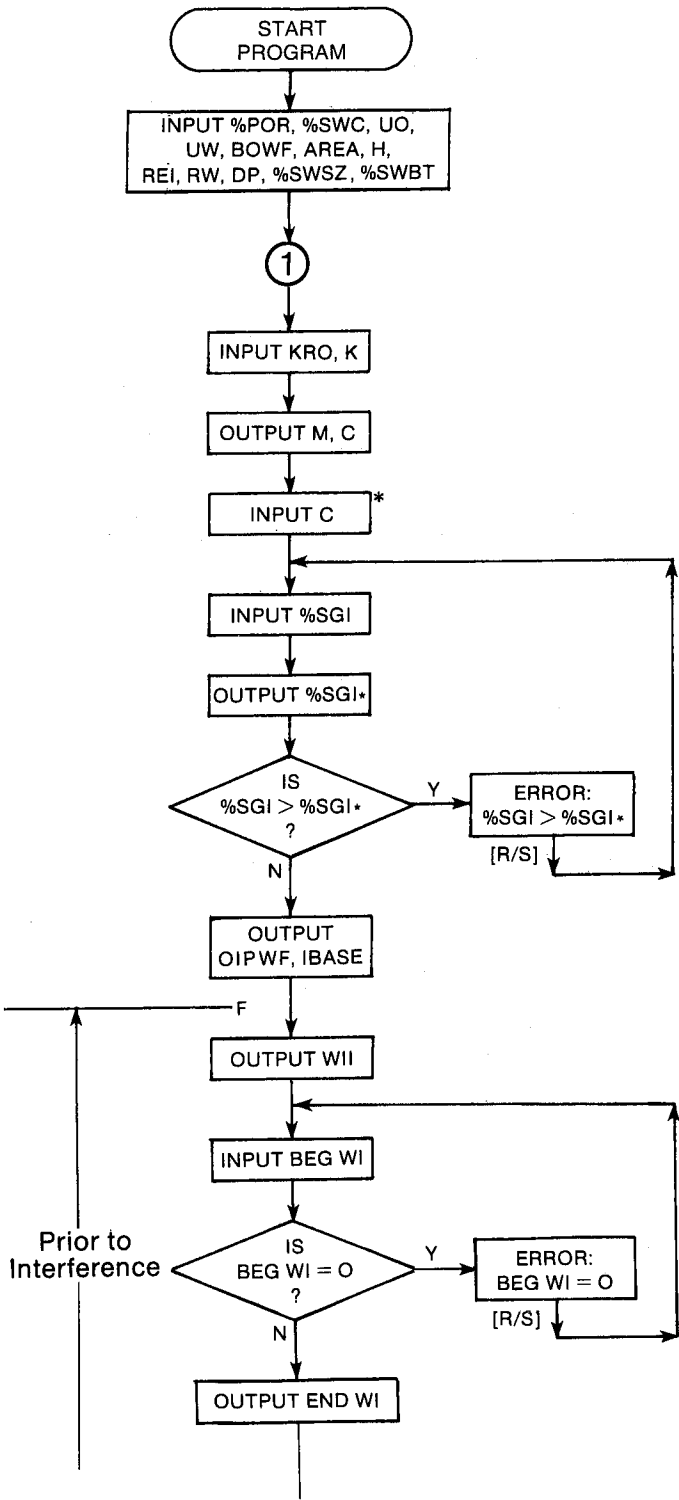 START
PROGRAM
INPUT %POR, %SWC, UO,
UW, BOWF, AREA, H,
REI, RW, DP, %SWSZ, %SWBT
1
INPUT KRO, K
OUTPUT M, C
INPUT C *
INPUT %SGI
OUTPUT %SGI*
IS
%SGI > %SGI*
?
Y
ERROR:
%SGI > %SGI*
[R/S]
N
OUTPUT
OIPWF, IBASE
F
OUTPUT WII
INPUT BEG WI
Prior to
Interference
IS
BEG WI = O
?
Y
ERROR:
BEG WI = O
[R/S]
N
OUTPUT END WI